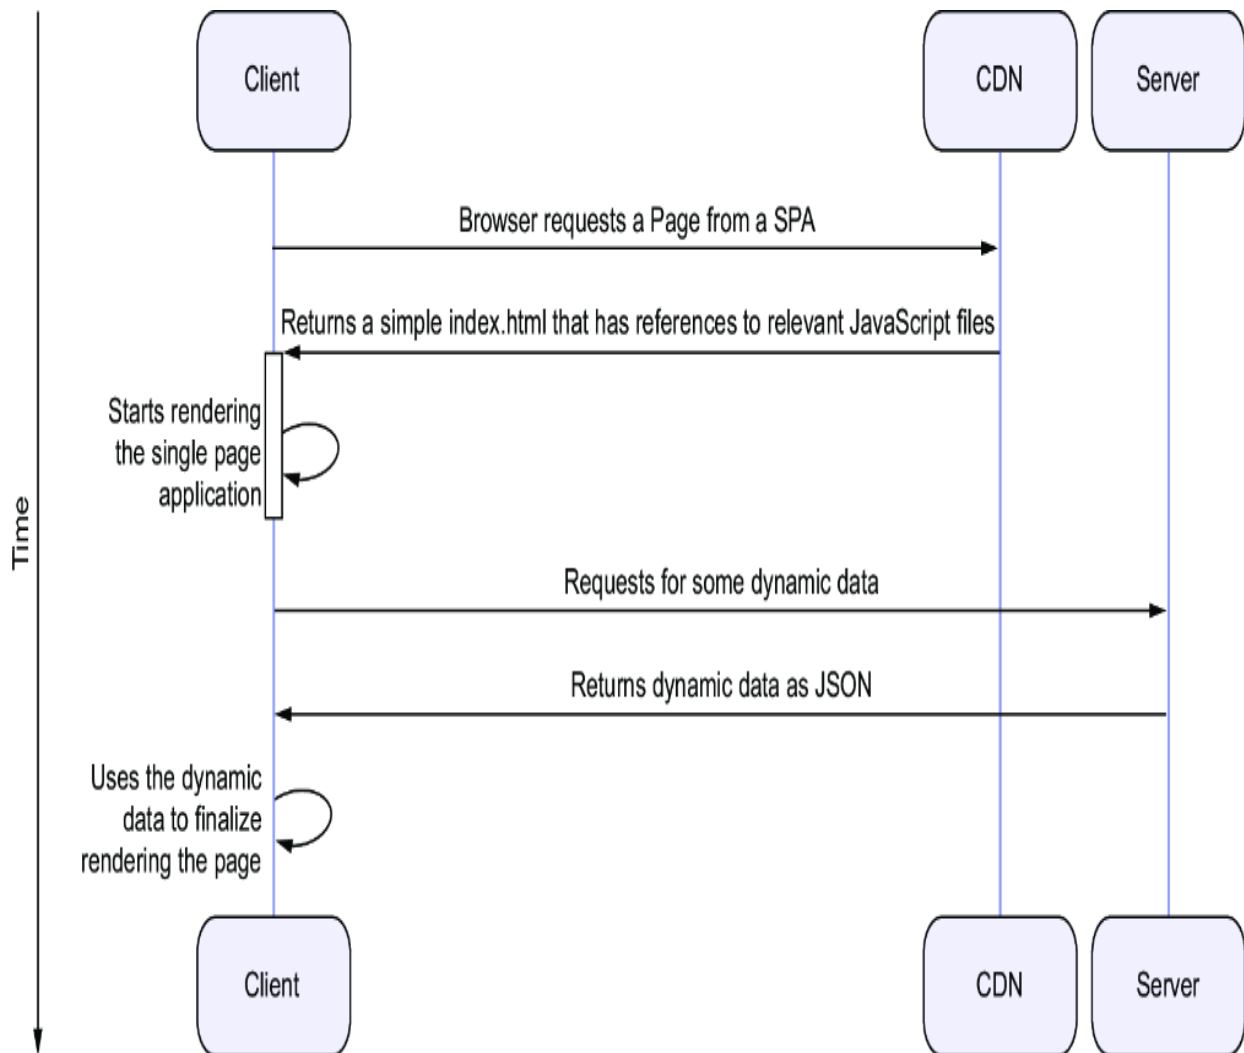 Client
CDN
Server
Browser requests a Page from a SPA
Returns a simple index.html that has references to relevant JavaScript files
Starts rendering
the single page
application
Time
Requests for some dynamic data
Returns dynamic data as JSON
Uses the dynamic
data to finalize
rendering the page
Client
CDN
Server